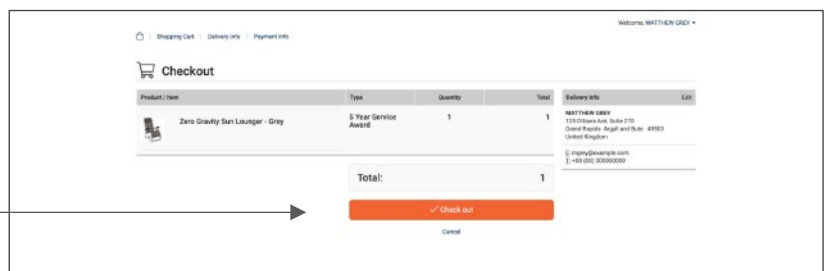 Welcome, MATTHEW GREY
Shopping Cart | Delivery Info | Payment Info
Checkout
Product / Item Type Quantity Total
Zero Gravity Sun Lounger - Grey 5 Year Service Award 1 1
Total: 1
Check out
Cancel
Delivery Info Edit
MATTHEW GREY
125 Ottawa Ave, Suite 270
Grand Rapids Argyll and Bute 49503
United Kingdom
E: mgrey@example.com
T: +00 (00) 000000000